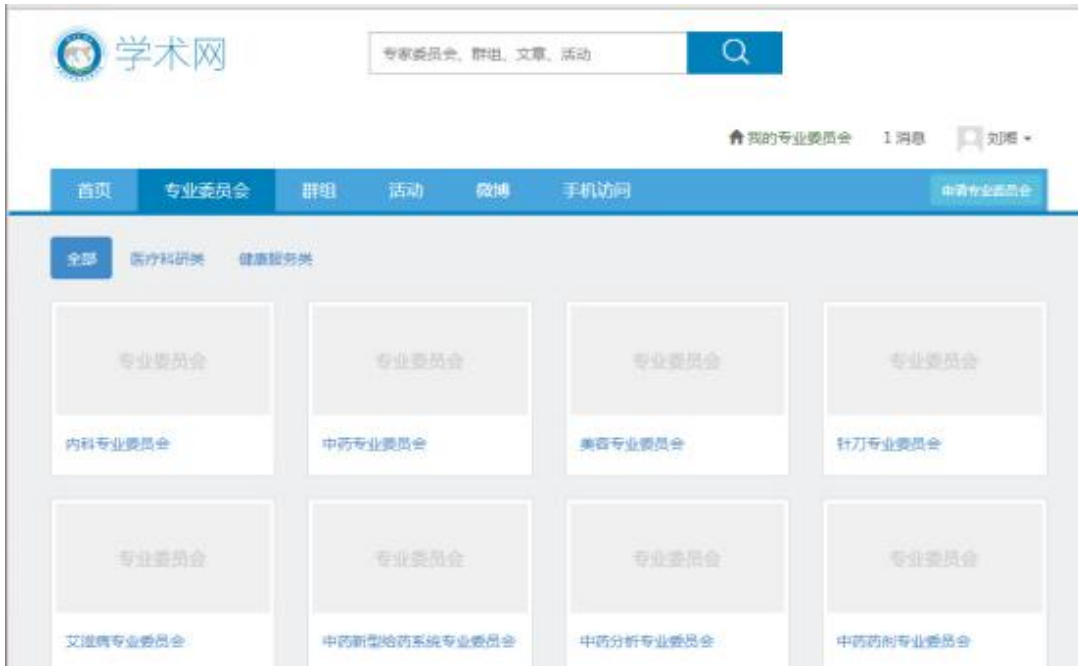 学术网
专家委员会、群组、文章、活动
我的专业委员会 1 消息
首页 专业委员会 群组 活动 微博 手机访问 申请专业委员会
全部 医疗科研类 健康服务类
专业委员会 专业委员会 专业委员会 专业委员会
内科专业委员会 中药专业委员会 美容专业委员会 针刀专业委员会
专业委员会 专业委员会 专业委员会 专业委员会
艾滋病专业委员会 中药新型给药系统专业委员会 中药分析专业委员会 中药药剂专业委员会